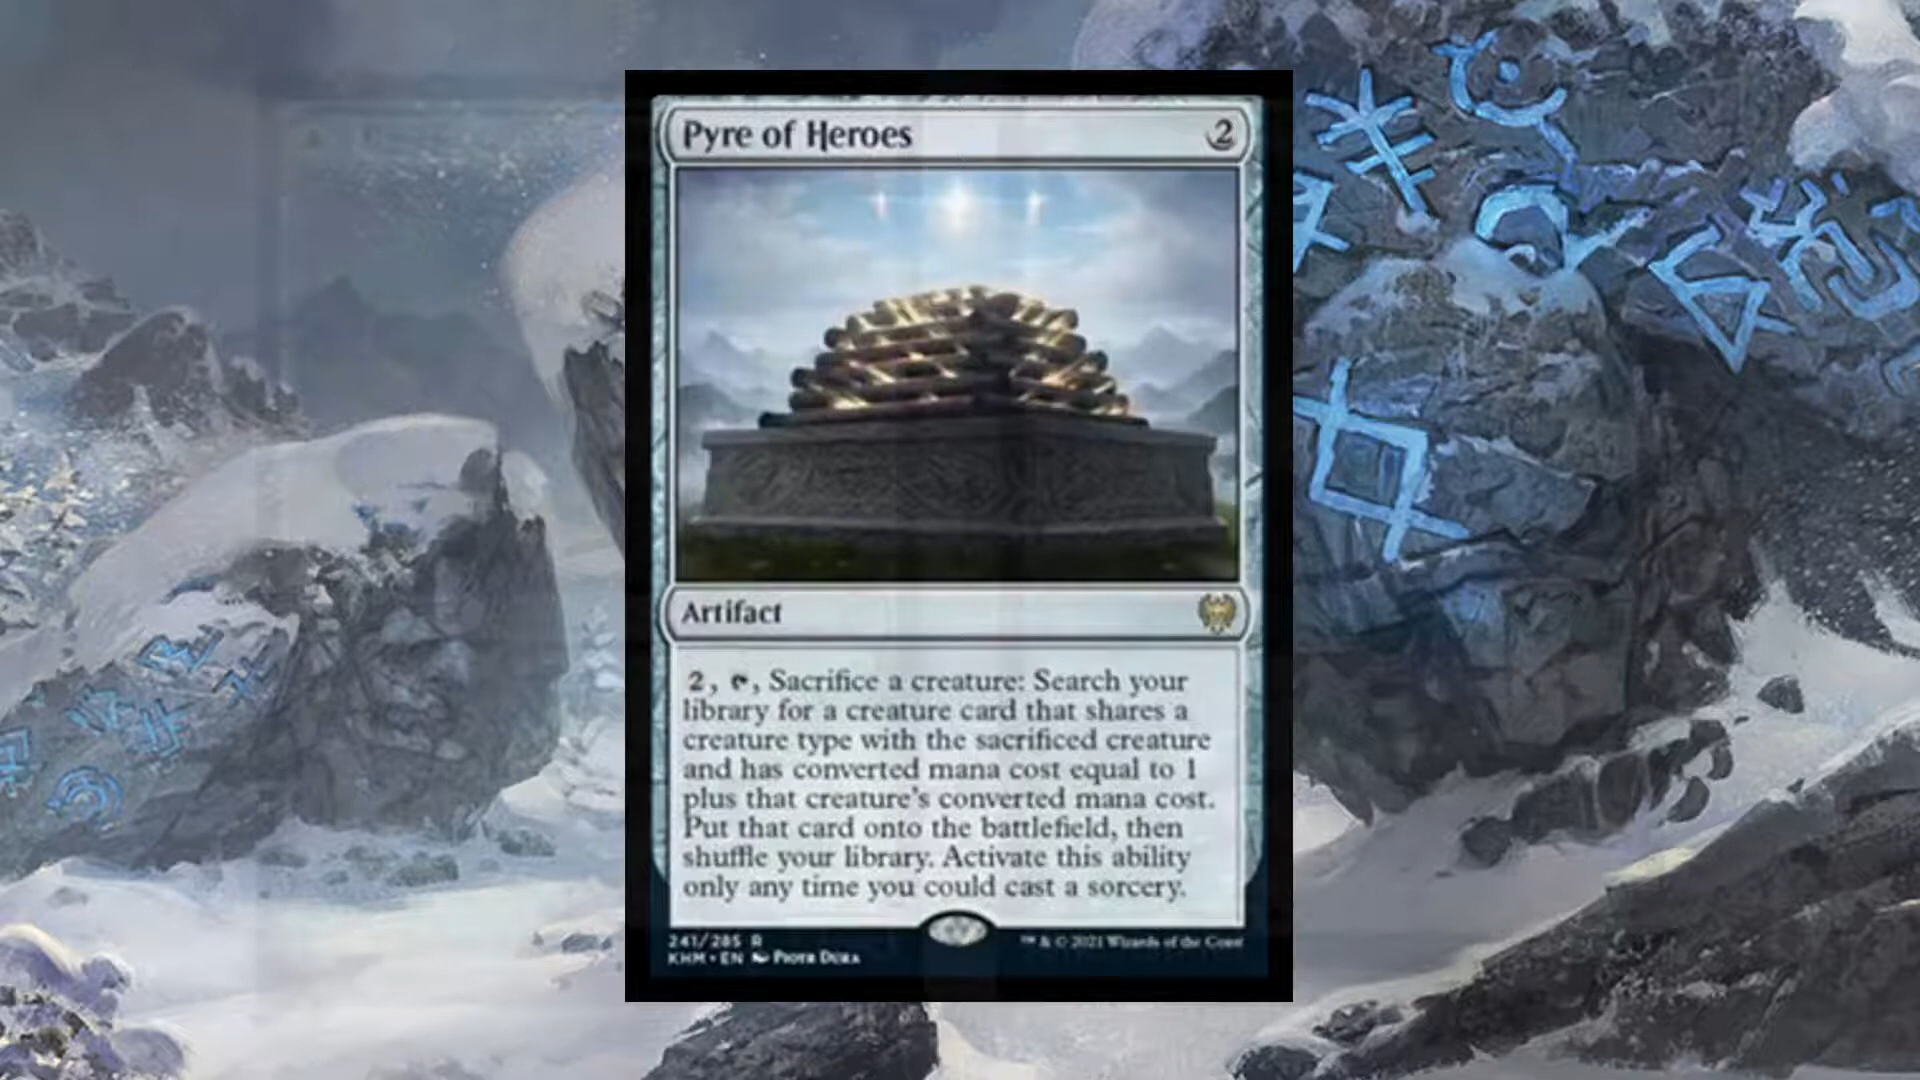 Pyre of Heroes 2
Artifact
2, , Sacrifice a creature: Search your
library for a creature card that shares a
creature type with the sacrificed creature
and has converted mana cost equal to 1
plus that creature's converted mana cost.
Put that card onto the battlefield, then
shuffle your library. Activate this ability
only any time you could cast a sorcery.
241/285 R
KHM • EN Piotr Dura
™ & © 2021 Wizards of the Coast